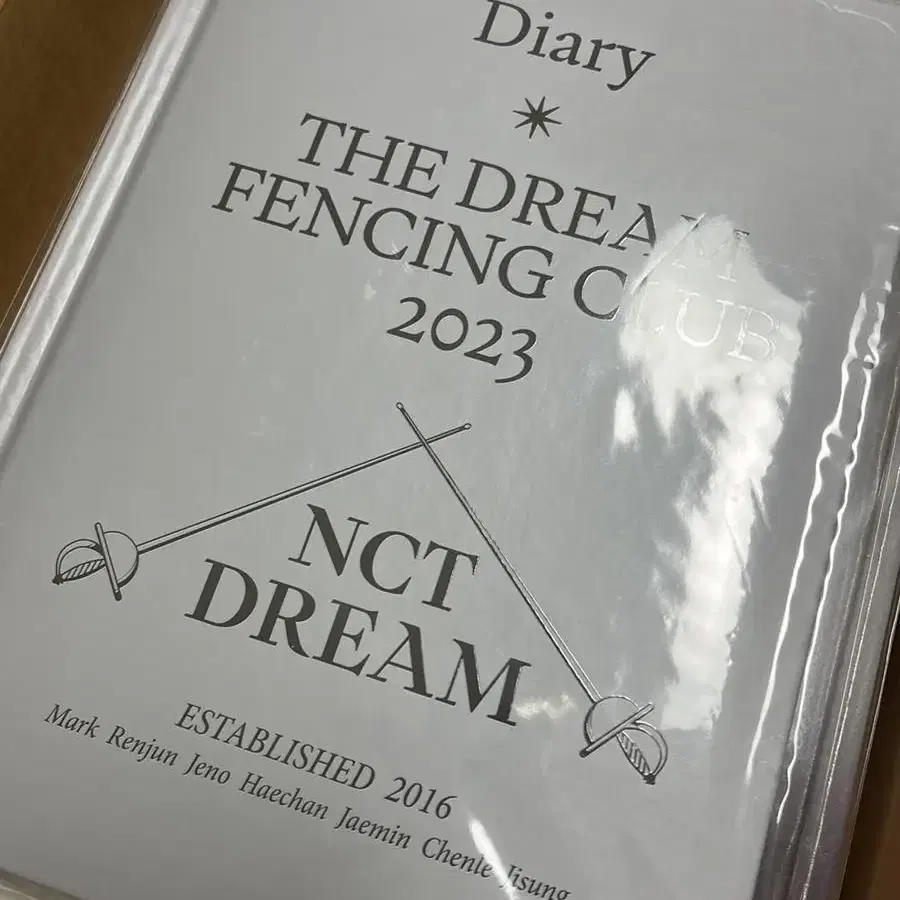 Diary
THE DREAM
FENCING CLUB
2023
NCT
DREAM
ESTABLISHED 2016
Mark Renjun Jeno Haechan Jaemin Chenle Jisung